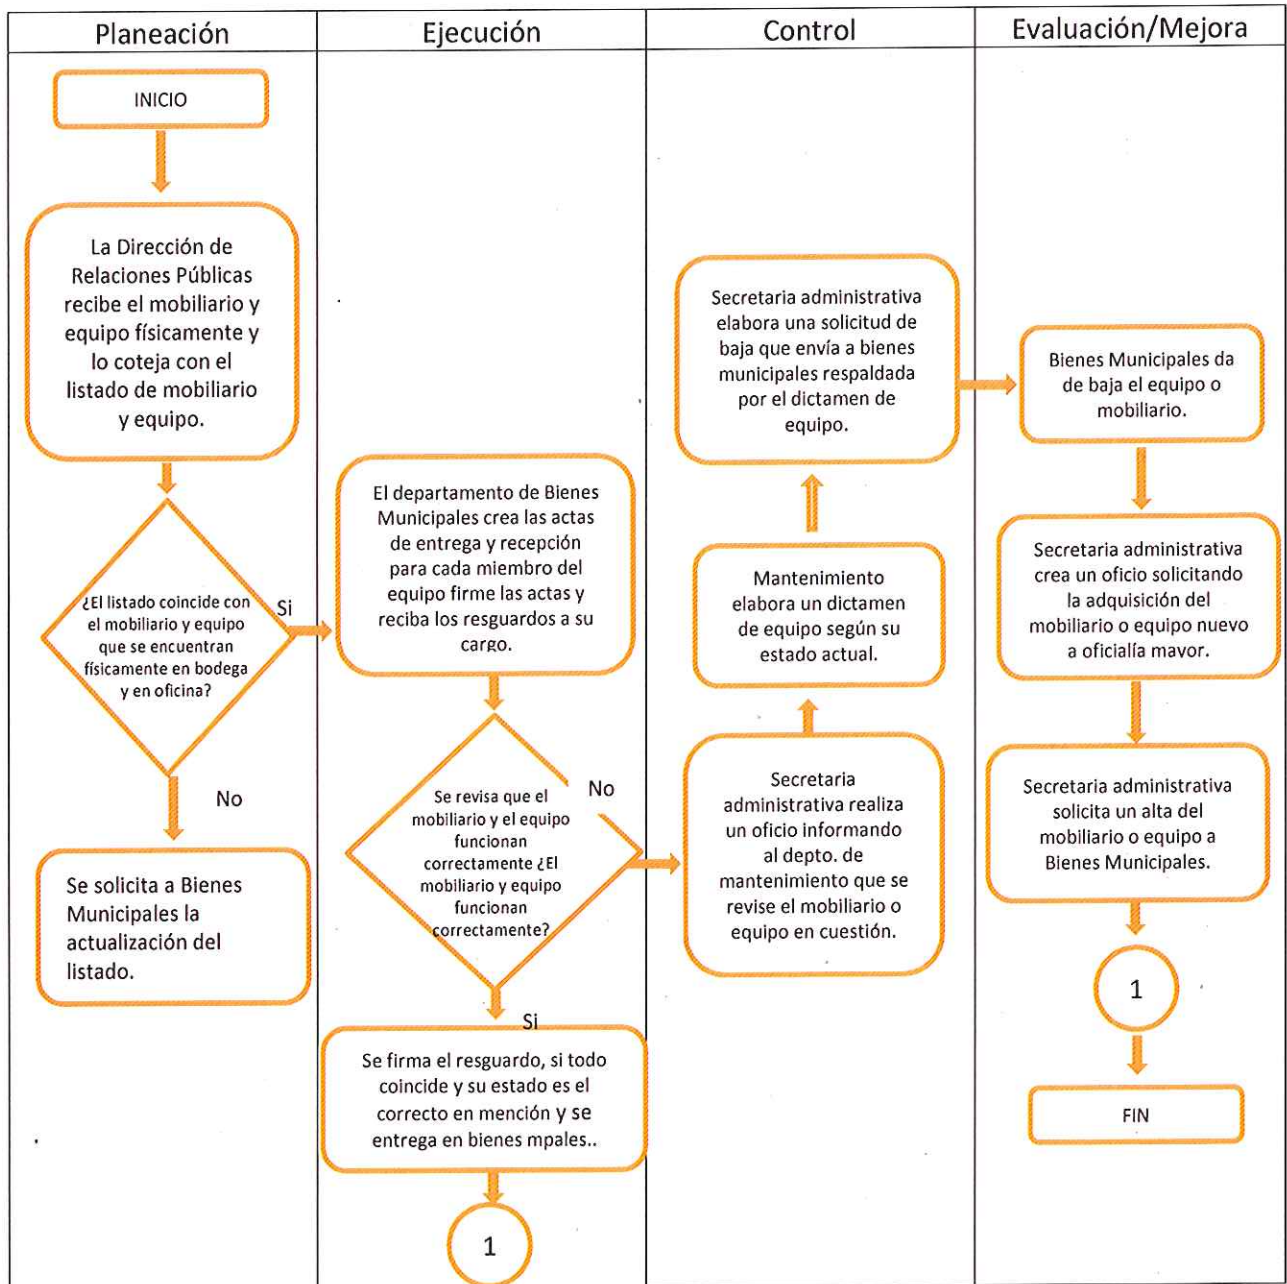 Planeación
Ejecución
Control
Evaluación/Mejora
INICIO
La Dirección de
Relaciones Públicas
recibe el mobiliario y
equipo físicamente y
lo coteja con el
listado de mobiliario
y equipo.
¿El listado coincide con
el mobiliario y equipo
que se encuentran
físicamente en bodega
y en oficina?
Si
No
Se solicita a Bienes
Municipales la
actualización del
listado.
El departamento de Bienes
Municipales crea las actas
de entrega y recepción
para cada miembro del
equipo firme las actas y
reciba los resguardos a su
cargo.
Se revisa que el
mobiliario y el equipo
funcionan
correctamente ¿El
mobiliario y equipo
funcionan
correctamente?
No
Si
Se firma el resguardo, si todo
coincide y su estado es el
correcto en mención y se
entrega en bienes mpales..
1
Secretaria administrativa
elabora una solicitud de
baja que envía a bienes
municipales respaldada
por el dictamen de
equipo.
Mantenimiento
elabora un dictamen
de equipo según su
estado actual.
Secretaria
administrativa realiza
un oficio informando
al depto. de
mantenimiento que se
revise el mobiliario o
equipo en cuestión.
Bienes Municipales da
de baja el equipo o
mobiliario.
Secretaria administrativa
crea un oficio solicitando
la adquisición del
mobiliario o equipo nuevo
a oficialía mayor.
Secretaria administrativa
solicita un alta del
mobiliario o equipo a
Bienes Municipales.
1
FIN